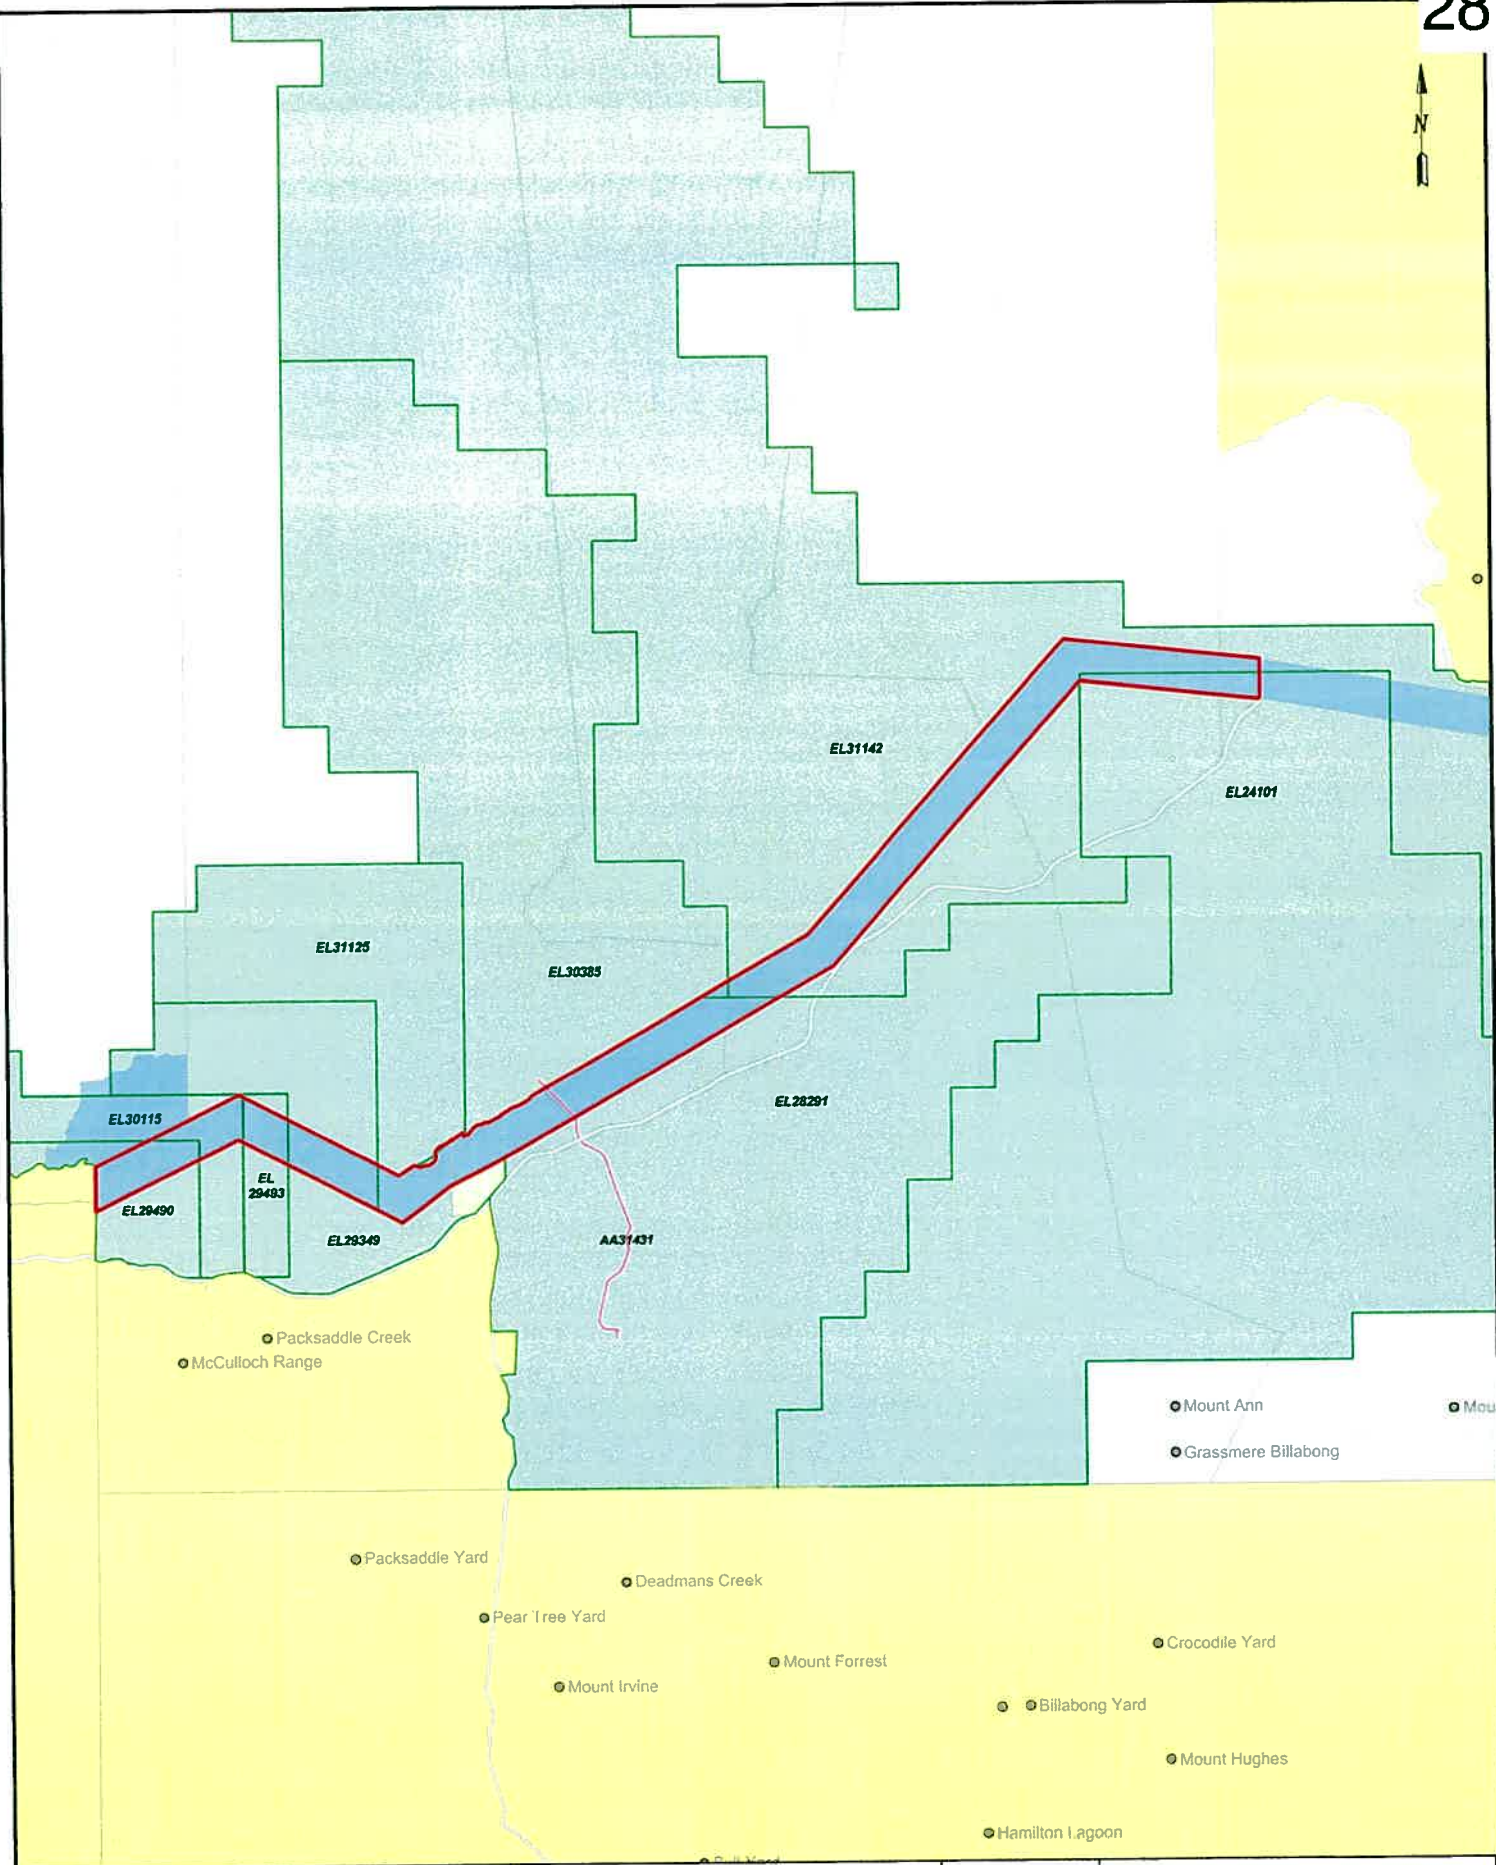 28
N
EL31142
EL24101
EL31125
EL30385
EL30115
EL28291
EL
29493
EL29490
EL29349
AA31431
Packsaddle Creek
McCulloch Range
Mount Ann
Mou
Grassmere Billabong
Packsaddle Yard
Deadmans Creek
Pear Tree Yard
Crocodile Yard
Mount Forrest
Mount Irvine
Billabong Yard
Mount Hughes
Hamilton Lagoon